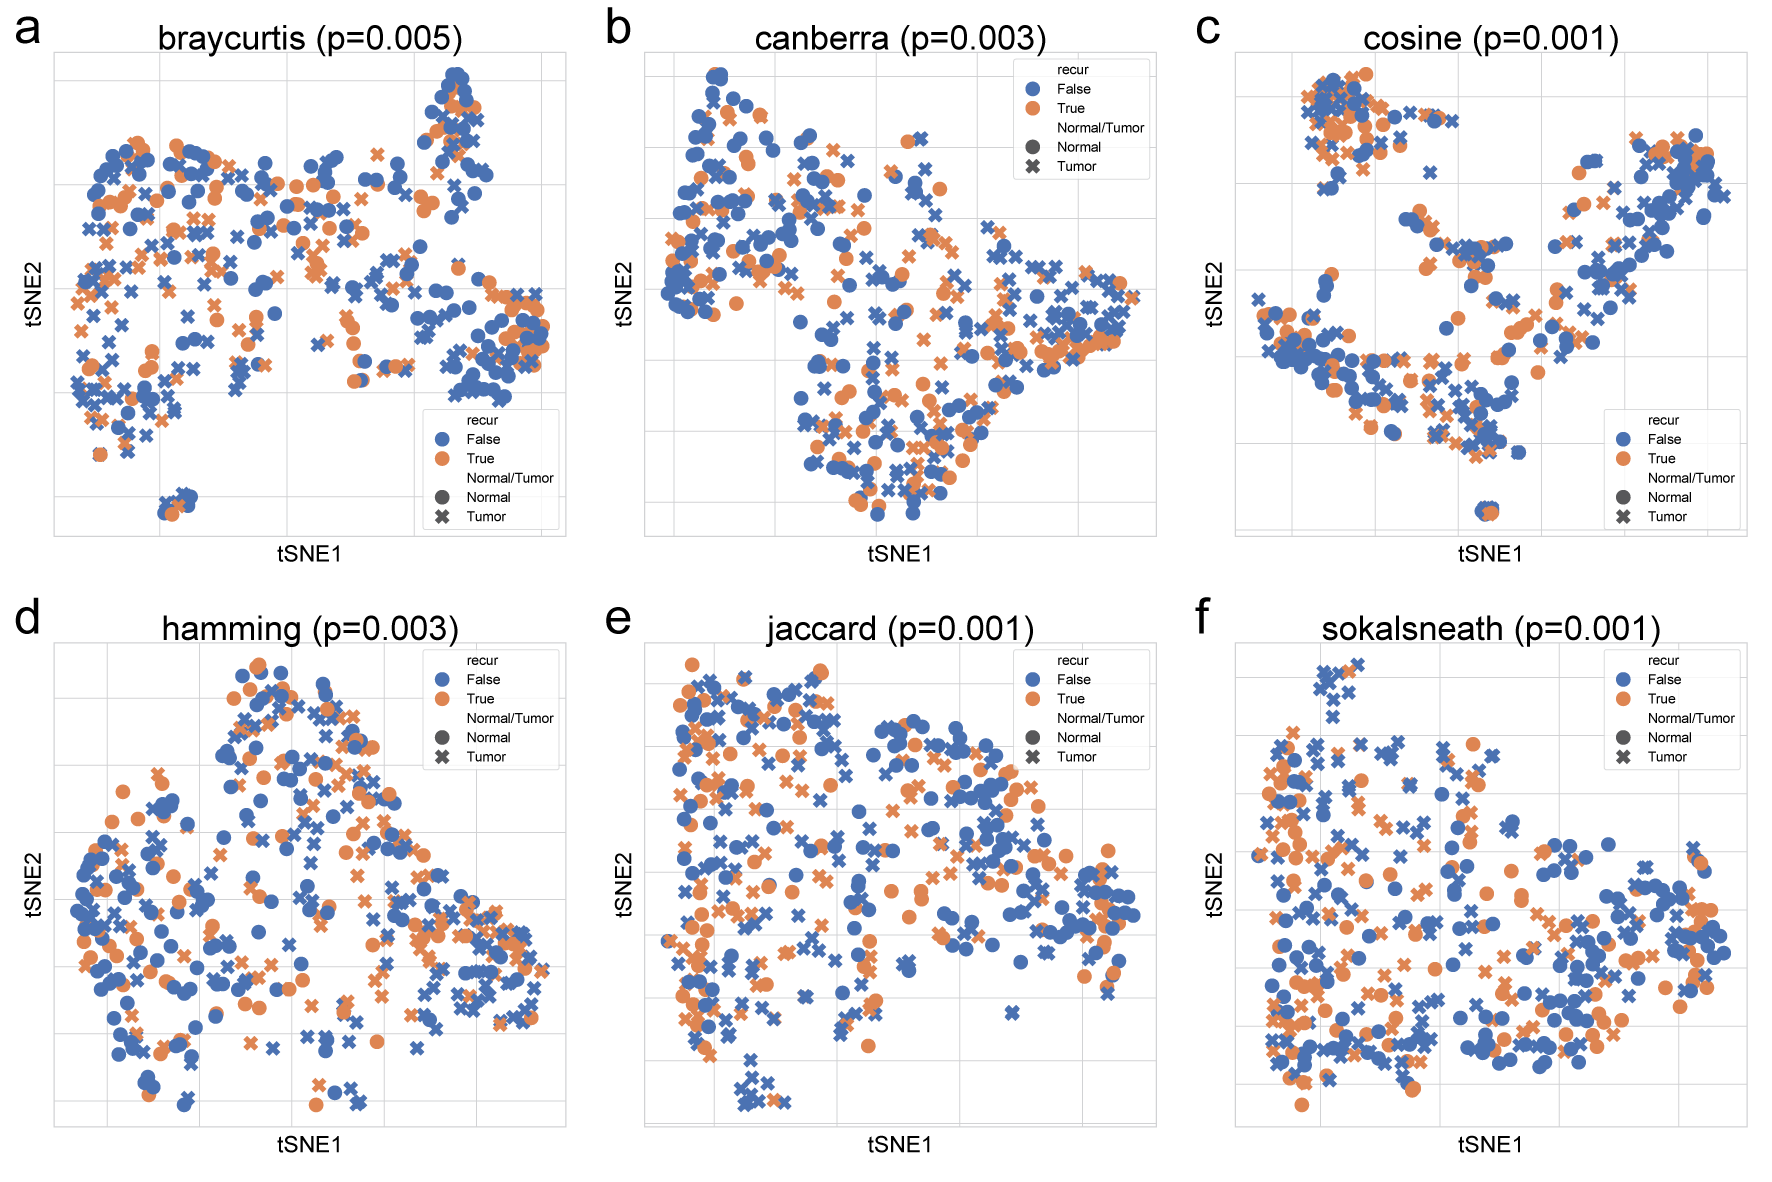 a
braycurtis (p=0.005)
recur
False
True
Normal/Tumor
Normal
Tumor
tSNE2
tSNE1
b
canberra (p=0.003)
recur
False
True
Normal/Tumor
Normal
Tumor
tSNE2
tSNE1
c
cosine (p=0.001)
recur
False
True
Normal/Tumor
Normal
Tumor
tSNE2
tSNE1
d
hamming (p=0.003)
recur
False
True
Normal/Tumor
Normal
Tumor
tSNE2
tSNE1
e
jaccard (p=0.001)
recur
False
True
Normal/Tumor
Normal
Tumor
tSNE2
tSNE1
f
sokalsneath (p=0.001)
recur
False
True
Normal/Tumor
Normal
Tumor
tSNE2
tSNE1